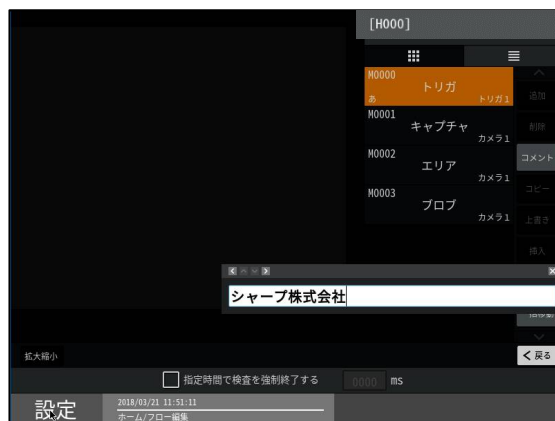 [H000]
M0000
トリガ
あ
トリガ1
M0001
キャプチャ
カメラ1
M0002
エリア
カメラ1
M0003
ブロブ
カメラ1
追加
削除
コメント
コピー
上書き
挿入
シャープ株式会社
拡大縮小
く戻る
指定時間で検査を強制終了する
0000 ms
設定
2018/03/21 11:51:11
ホーム/フロー編集